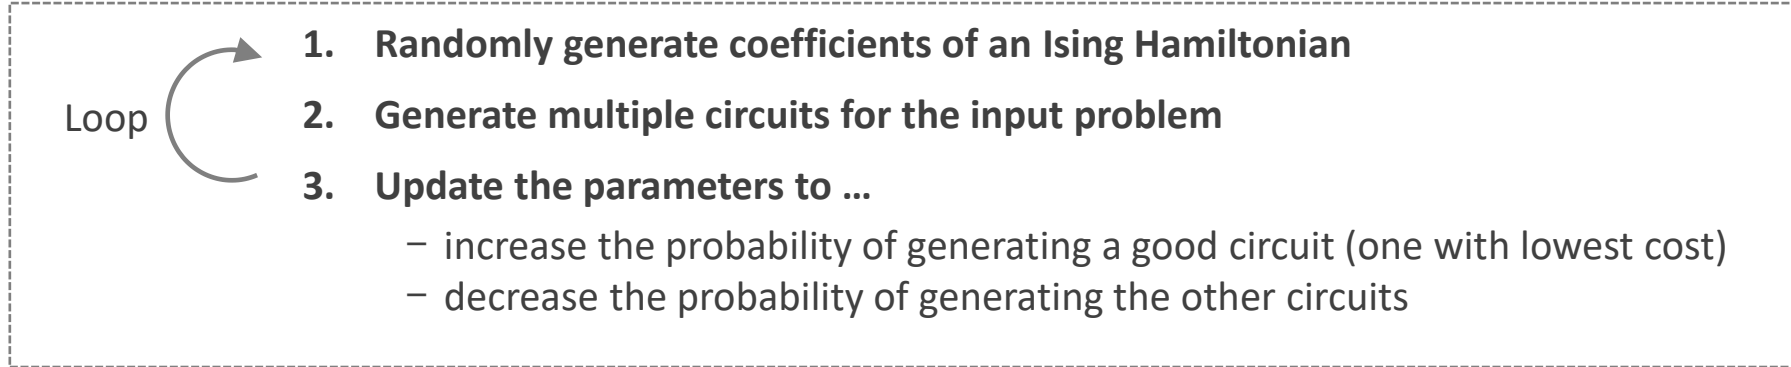 1. Randomly generate coefficients of an Ising Hamiltonian
Loop
2. Generate multiple circuits for the input problem
3. Update the parameters to …
– increase the probability of generating a good circuit (one with lowest cost)
– decrease the probability of generating the other circuits